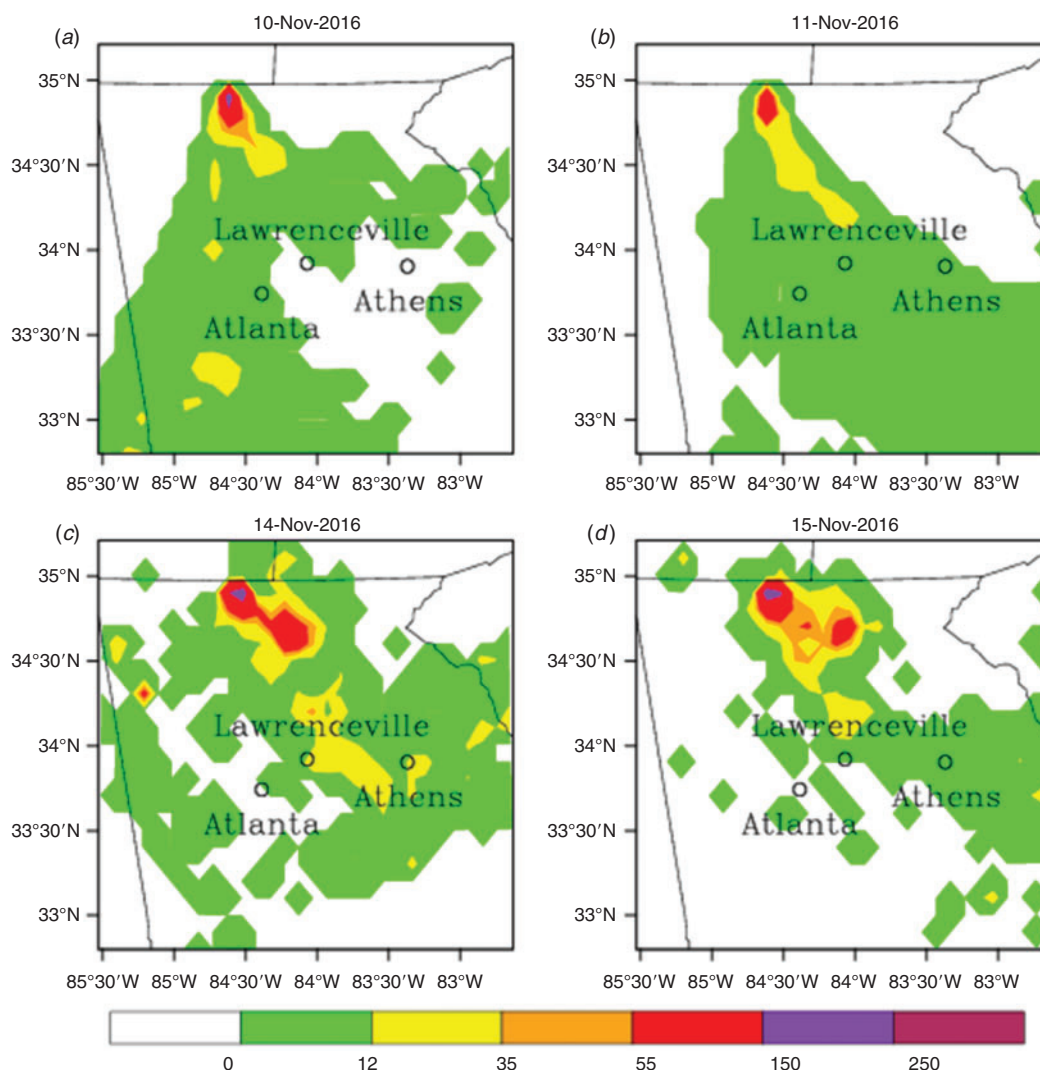 10-Nov-2016
11-Nov-2016
(a)
(b)
35°N
34°30′N
34°N
33°30′N
33°N
Lawrenceville
Atlanta
Athens
85°30′W 85°W 84°30′W 84°W 83°30′W 83°W
35°N
34°30′N
34°N
33°30′N
33°N
Lawrenceville
Atlanta
Athens
85°30′W 85°W 84°30′W 84°W 83°30′W 83°W
14-Nov-2016
15-Nov-2016
(c)
(d)
35°N
34°30′N
34°N
33°30′N
33°N
Lawrenceville
Athens
Atlanta
85°30′W 85°W 84°30′W 84°W 83°30′W 83°W
35°N
34°30′N
34°N
33°30′N
33°N
Lawrenceville
Athens
Atlanta
85°30′W 85°W 84°30′W 84°W 83°30′W 83°W
0 12 35 55 150 250